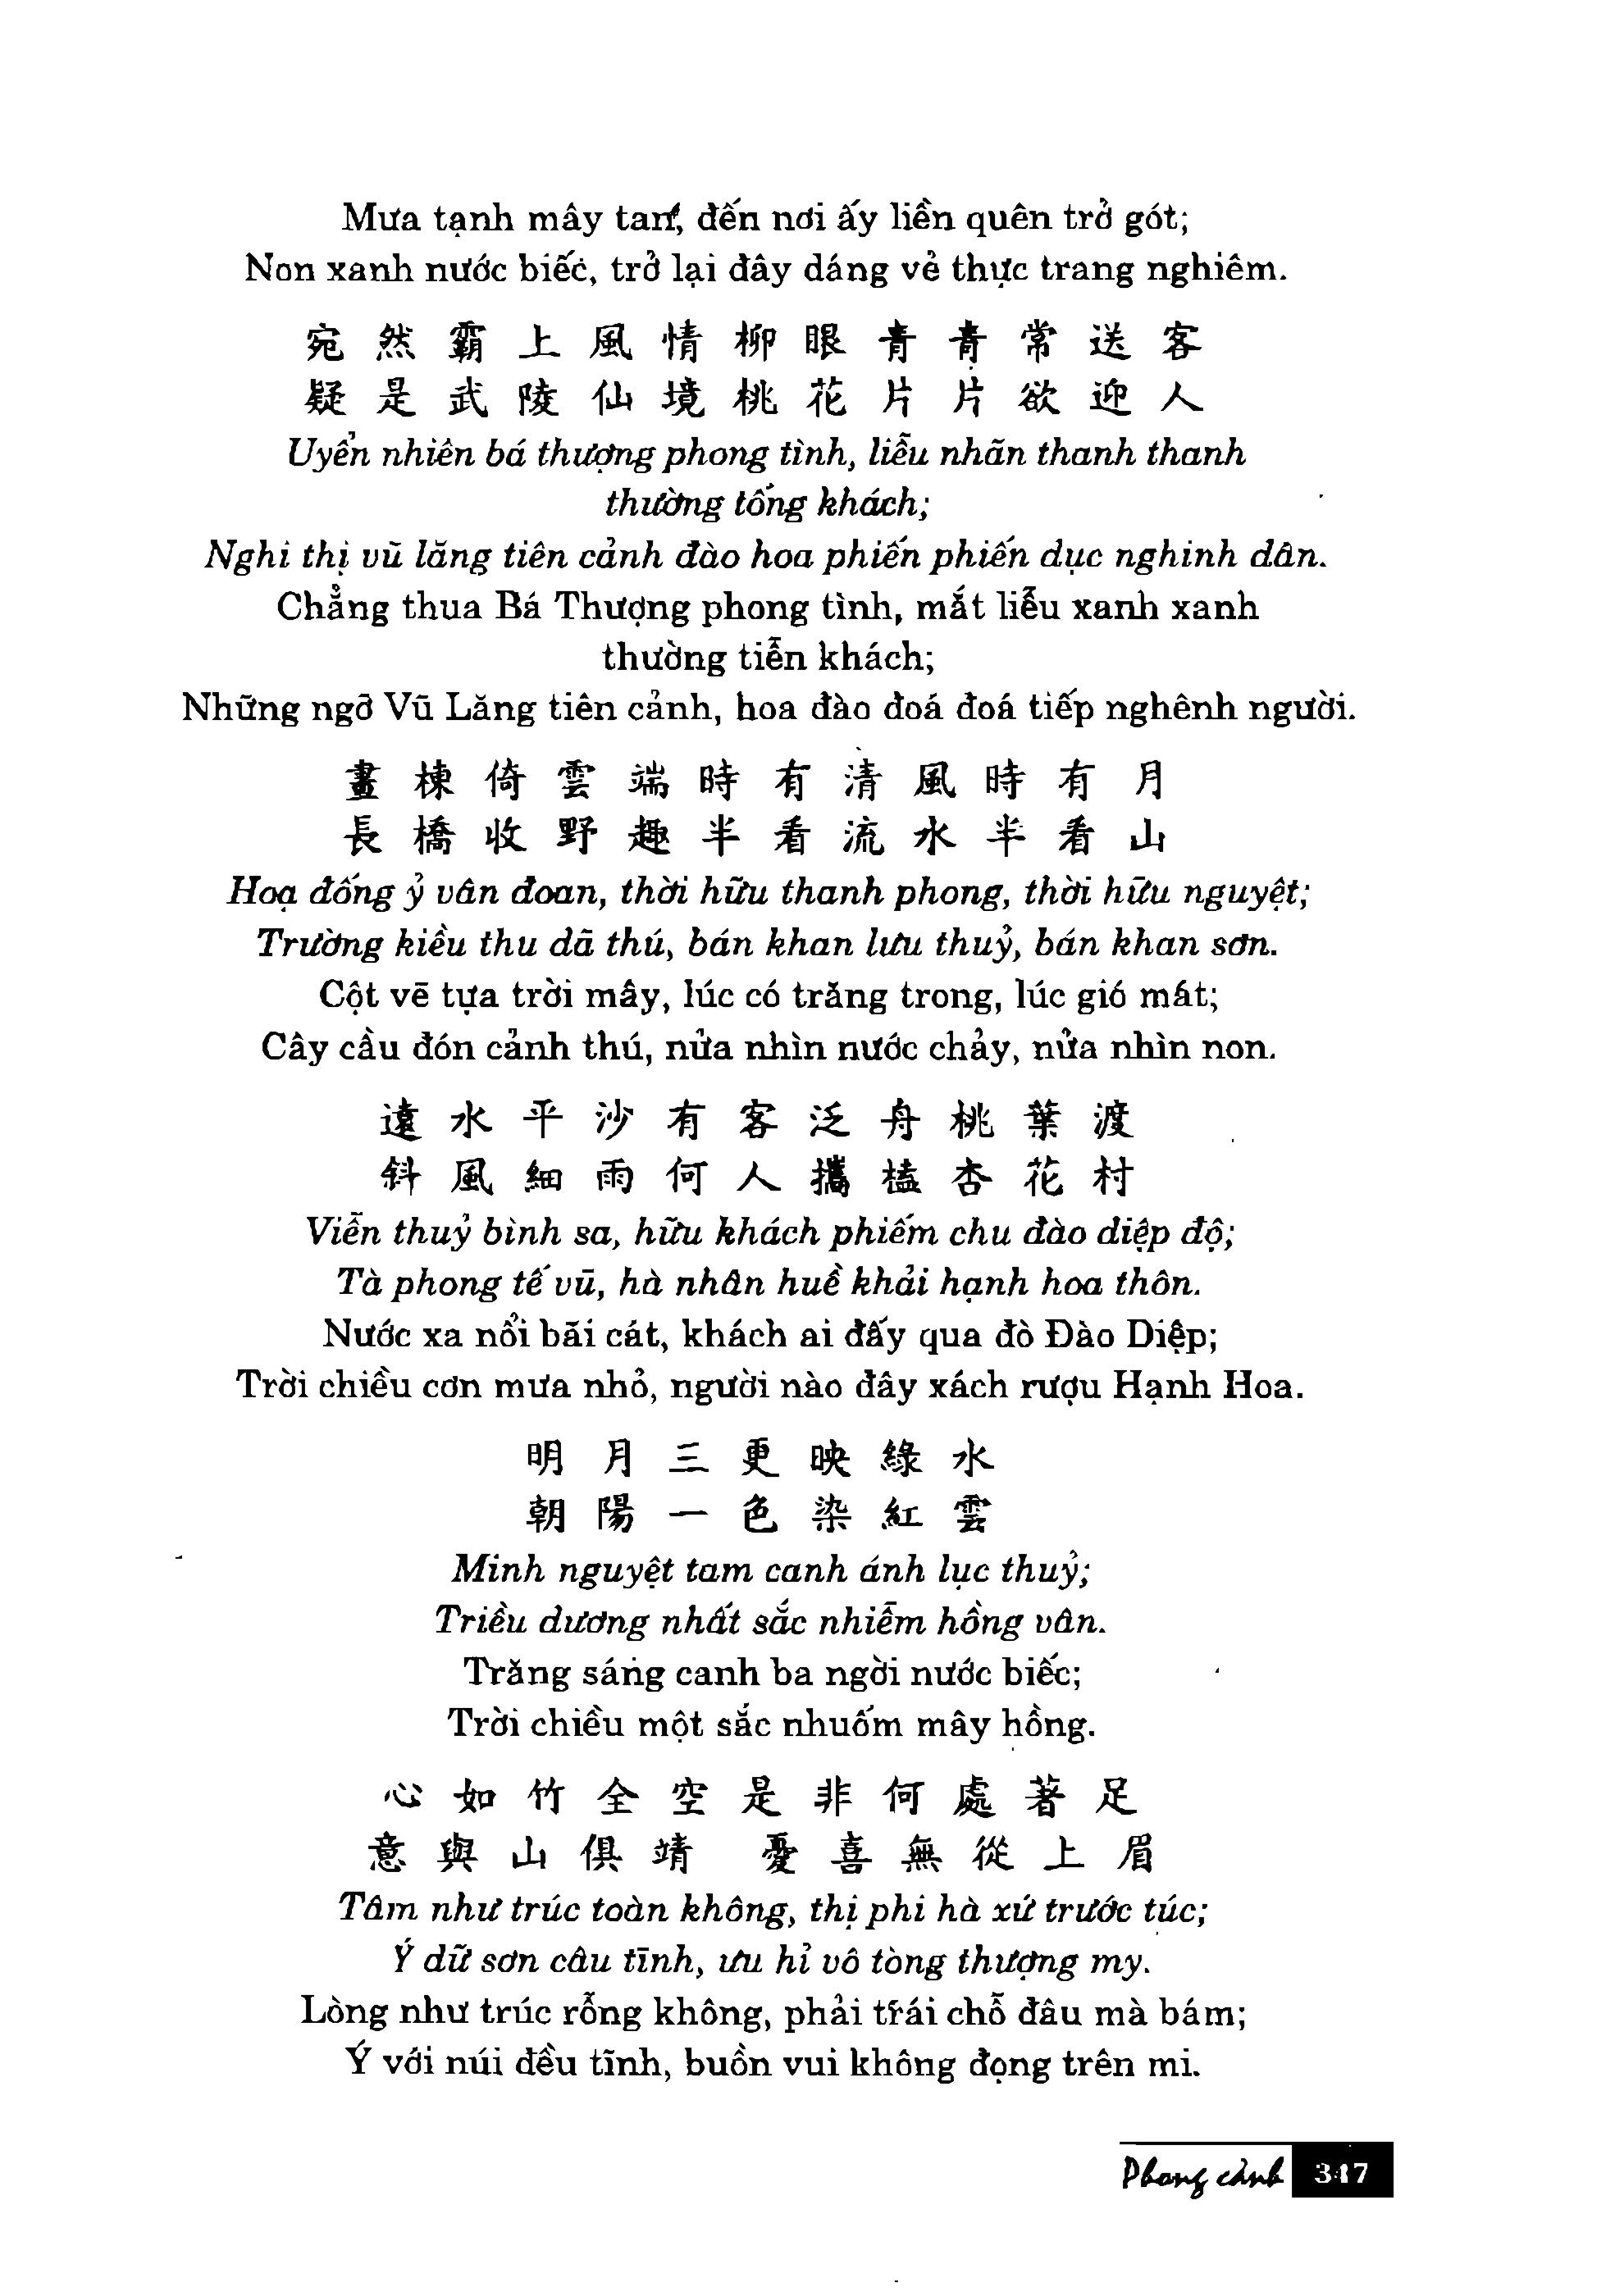 Mưa tạnh mây tan, đến nơi ấy liền quên trở gót;
Non xanh nước biếc, trở lại đây dáng vẻ thực trang nghiêm.
宛然霸上風情柳眼青青常送客
疑是武陵仙境桃花片片欲迎人
Uyển nhiên bá thượng phong tình, liễu nhãn thanh thanh
thường tống khách;
Nghi thị vũ lăng tiên cảnh đào hoa phiến phiến dục nghinh dân.
Chẳng thua Bá Thượng phong tình, mắt liễu xanh xanh
thường tiễn khách;
Những ngỡ Vũ Lăng tiên cảnh, hoa đào đoá đoá tiếp nghênh người.
畫棟倚雲端時有清風時有月
長橋收野趣半看流水半看山
Hoạ đống ỷ vân đoan, thời hữu thanh phong, thời hữu nguyệt;
Trường kiều thu dã thú, bán khan lưu thuỷ, bán khan sơn.
Cột vẽ tựa trời mây, lúc có trăng trong, lúc gió mát;
Cây cầu đón cảnh thú, nửa nhìn nước chảy, nửa nhìn non.
遠水平沙有客泛舟桃葉渡
斜風細雨何人攜榼杏花村
Viễn thuỷ bình sa, hữu khách phiếm chu đào diệp độ;
Tà phong tế vũ, hà nhân huề khải hạnh hoa thôn.
Nước xa nổi bãi cát, khách ai đấy qua đò Đào Diệp;
Trời chiều cơn mưa nhỏ, người nào đây xách rượu Hạnh Hoa.
明月三更映綠水
朝陽一色染紅雲
Minh nguyệt tam canh ánh lục thuỷ;
Triều dương nhất sắc nhiễm hồng vân.
Trăng sáng canh ba ngời nước biếc;
Trời chiều một sắc nhuốm mây hồng.
心如竹全空是非何處著足
意與山俱靖 憂喜無從上眉
Tâm như trúc toàn không, thị phi hà xứ trước túc;
Ý dữ sơn câu tĩnh, ưu hỉ vô tòng thượng my.
Lòng như trúc rỗng không, phải trái chỗ đâu mà bám;
Ý với núi đều tĩnh, buồn vui không đọng trên mi.
Phong cảnh 347